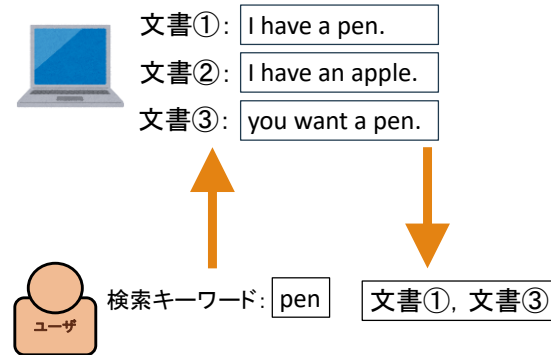 文書①: I have a pen.
文書②: I have an apple.
文書③: you want a pen.
検索キーワード: pen
文書①, 文書③
ユーザ